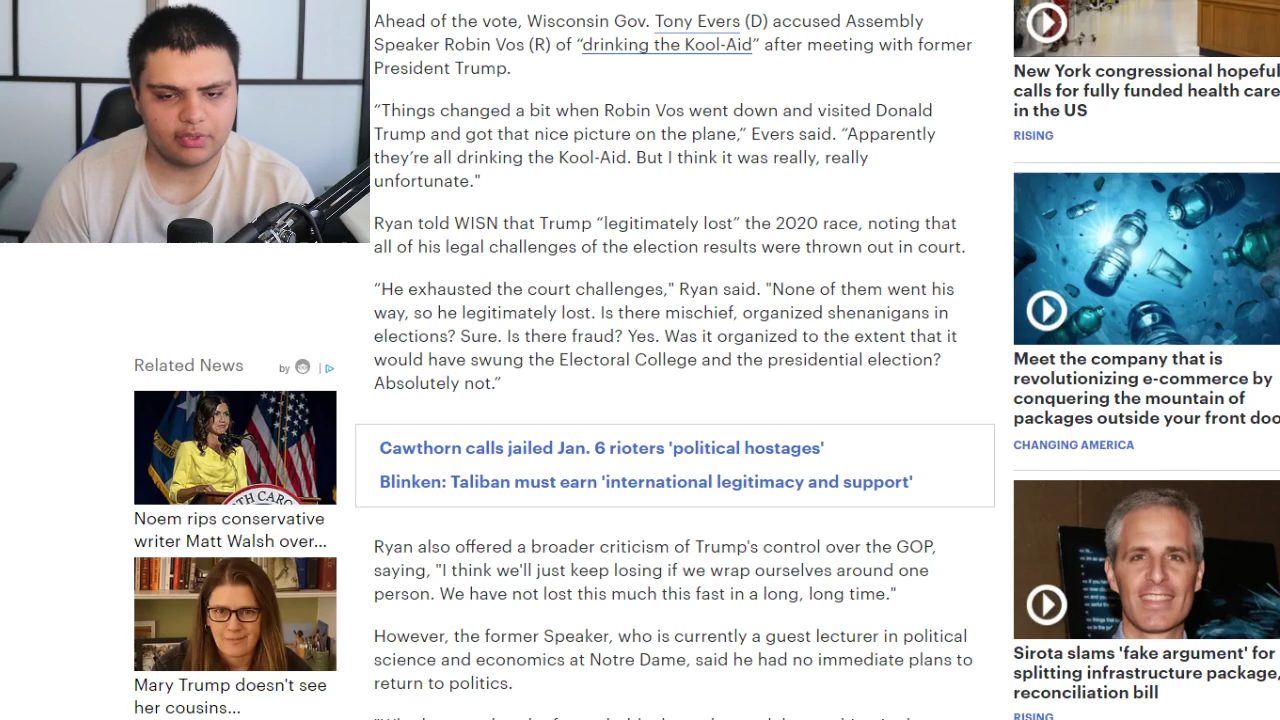 Ahead of the vote, Wisconsin Gov. Tony Evers (D) accused Assembly
Speaker Robin Vos (R) of “drinking the Kool-Aid” after meeting with former
President Trump.
“Things changed a bit when Robin Vos went down and visited Donald
Trump and got that nice picture on the plane,” Evers said. “Apparently
they’re all drinking the Kool-Aid. But I think it was really, really
unfortunate."
Ryan told WISN that Trump “legitimately lost” the 2020 race, noting that
all of his legal challenges of the election results were thrown out in court.
“He exhausted the court challenges," Ryan said. "None of them went his
way, so he legitimately lost. Is there mischief, organized shenanigans in
elections? Sure. Is there fraud? Yes. Was it organized to the extent that it
would have swung the Electoral College and the presidential election?
Absolutely not.”
Cawthorn calls jailed Jan. 6 rioters 'political hostages'
Blinken: Taliban must earn 'international legitimacy and support'
Ryan also offered a broader criticism of Trump's control over the GOP,
saying, "I think we'll just keep losing if we wrap ourselves around one
person. We have not lost this much this fast in a long, long time."
However, the former Speaker, who is currently a guest lecturer in political
science and economics at Notre Dame, said he had no immediate plans to
return to politics.
Related News
by
TH CARO
Noem rips conservative
writer Matt Walsh over...
Mary Trump doesn't see
her cousins...
New York congressional hopeful
calls for fully funded health care
in the US
RISING
Meet the company that is
revolutionizing e-commerce by
conquering the mountain of
packages outside your front doo
CHANGING AMERICA
Sirota slams 'fake argument' for
splitting infrastructure package,
reconciliation bill
RISING